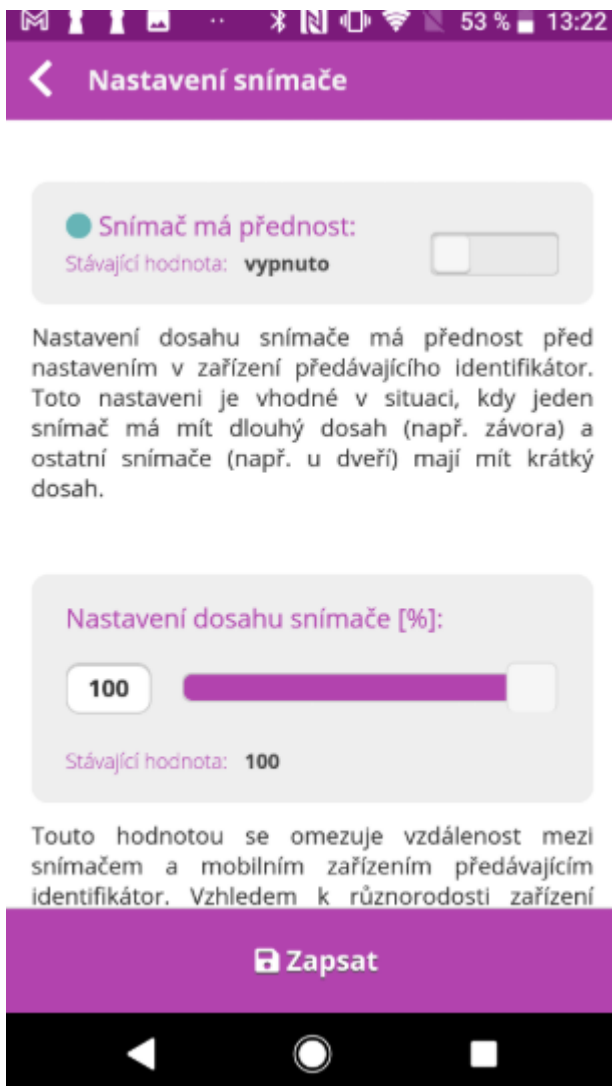 53 % 13:22
Nastavení snímače
Snímač má přednost:
Stávající hodnota: vypnuto
Nastavení dosahu snímače má přednost před
nastavením v zařízení předávajícího identifikátor.
Toto nastaveni je vhodné v situaci, kdy jeden
snímač má mít dlouhý dosah (např. závora) a
ostatní snímače (např. u dveří) mají mít krátký
dosah.
Nastavení dosahu snímače [%]:
100
Stávající hodnota: 100
Touto hodnotou se omezuje vzdálenost mezi
snímačem a mobilním zařízením předávajícím
identifikátor. Vzhledem k různorodosti zařízení
Zapsat